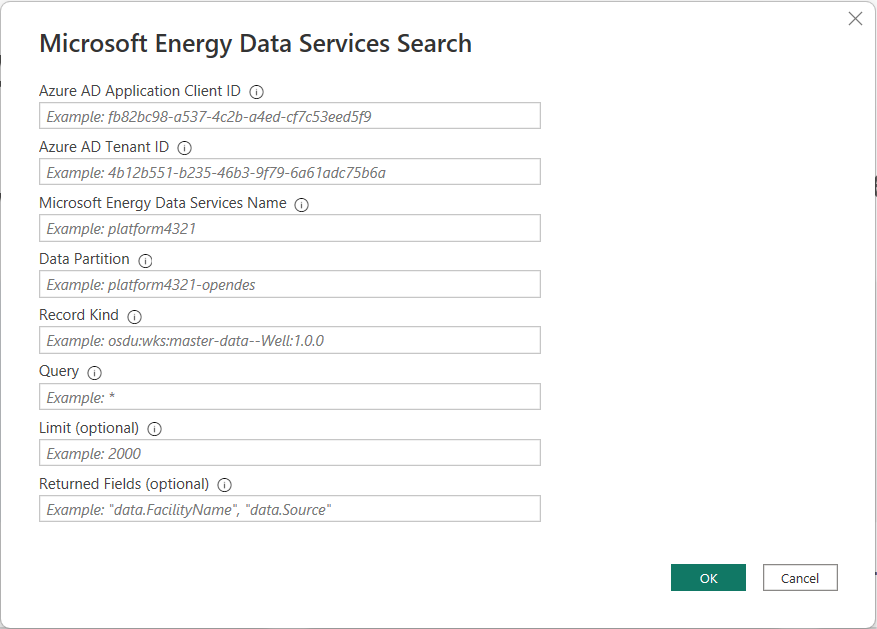 Microsoft Energy Data Services Search
Azure AD Application Client ID
Example: fb82bc98-a537-4c2b-a4ed-cf7c53eed5f9
Azure AD Tenant ID
Example: 4b12b551-b235-46b3-9f79-6a61adc75b6a
Microsoft Energy Data Services Name
Example: platform4321
Data Partition
Example: platform4321-opendes
Record Kind
Example: osdu:wks:master-data--Well:1.0.0
Query
Example: *
Limit (optional)
Example: 2000
Returned Fields (optional)
Example: "data.FacilityName", "data.Source"
OK Cancel